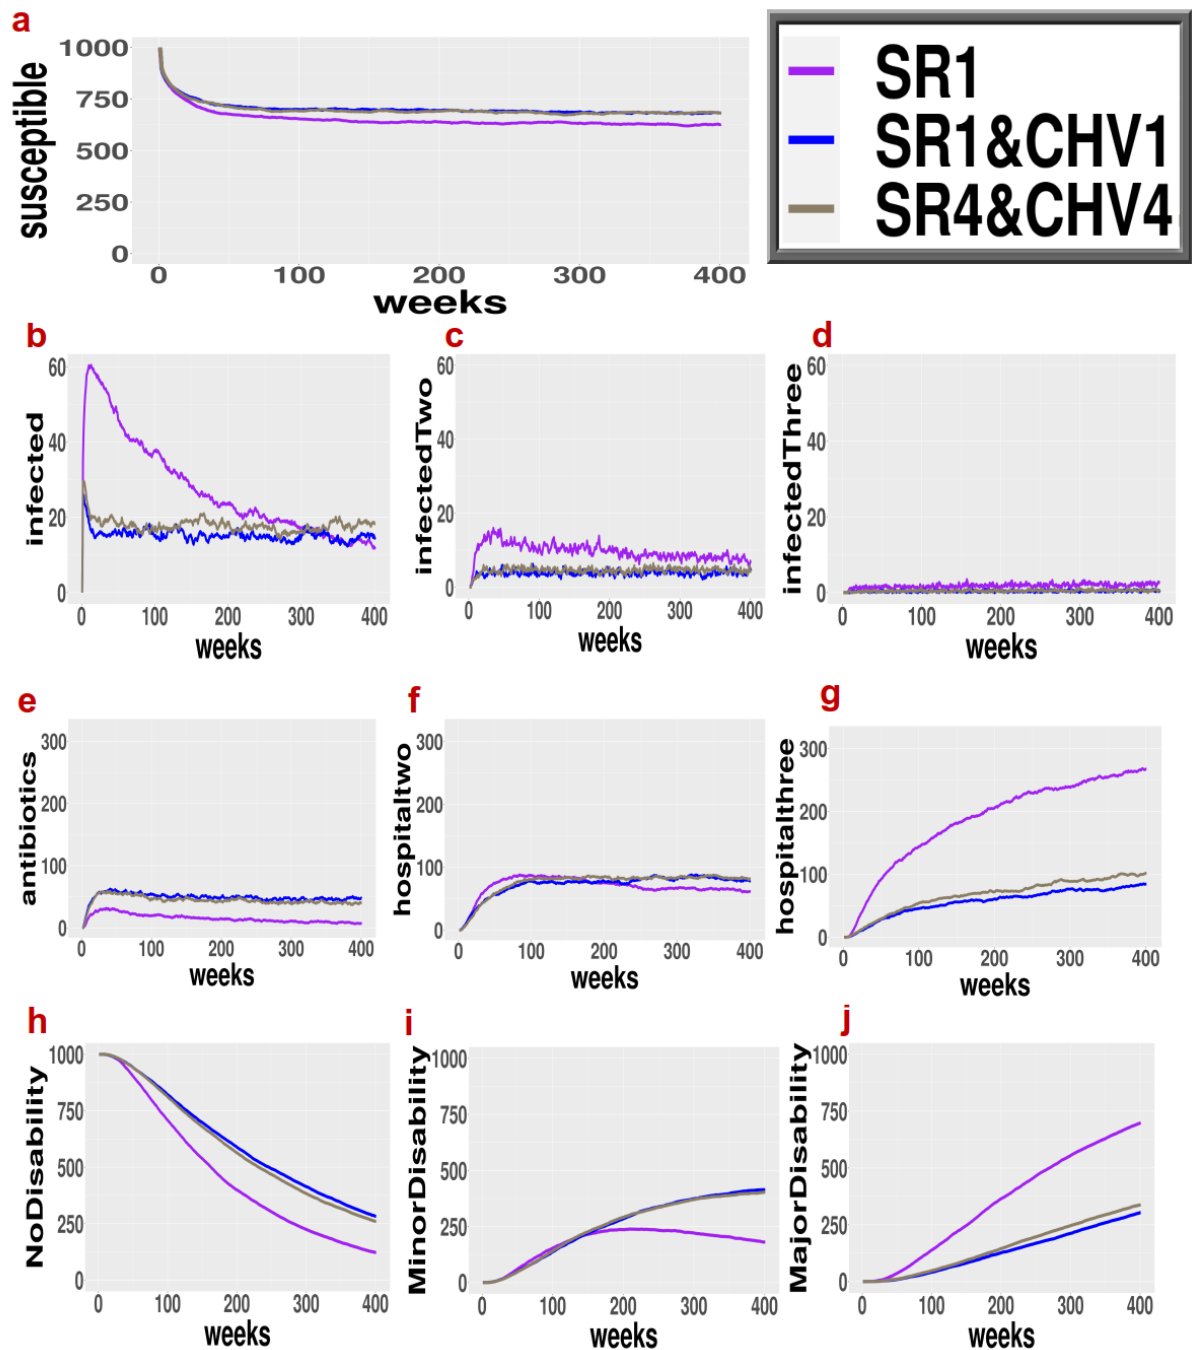 a
1000
750
500
250
0
susceptible
0 100 200 300 400
weeks
SR1
SR1&CHV1
SR4&CHV4
b
60
40
20
0
infected
0 100 200 300 400
weeks
c
60
40
20
0
infectedTwo
0 100 200 300 400
weeks
d
60
40
20
0
infectedThree
0 100 200 300 400
weeks
e
300
200
100
0
antibiotics
0 100 200 300 400
weeks
f
300
200
100
0
hospitaltwo
0 100 200 300 400
weeks
g
300
200
100
0
hospitalthree
0 100 200 300 400
weeks
h
1000
750
500
250
0
NoDisability
0 100 200 300 400
weeks
i
1000
750
500
250
0
MinorDisability
0 100 200 300 400
weeks
j
1000
750
500
250
0
MajorDisability
0 100 200 300 400
weeks